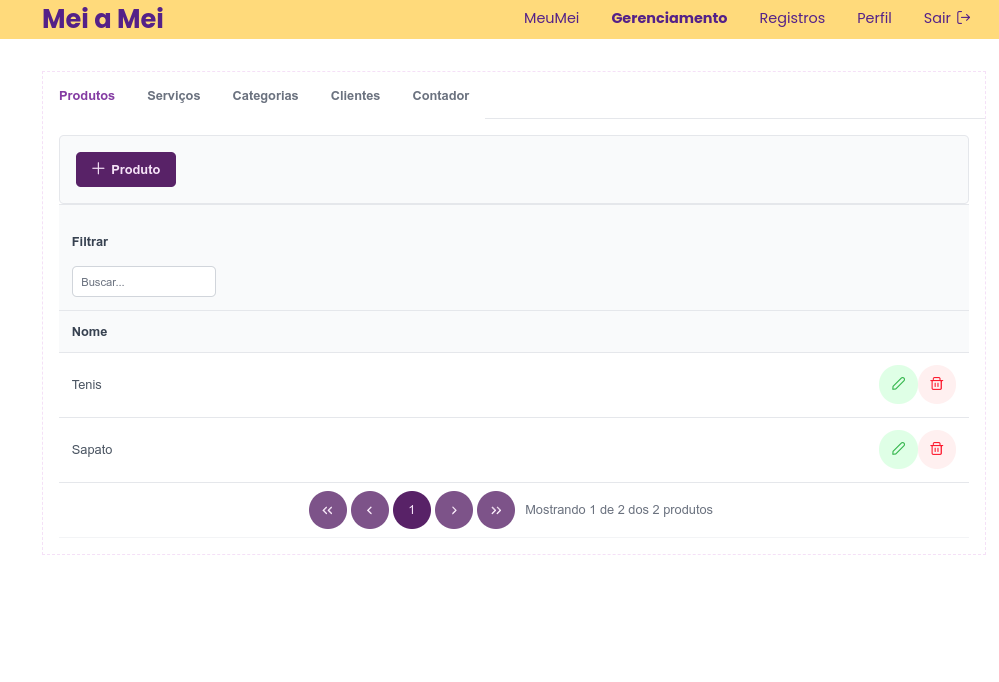 Mei a Mei MeuMei Gerenciamento Registros Perfil Sair
Produtos Serviços Categorias Clientes Contador
Produto
Filtrar
Buscar...
Nome
Tenis
Sapato
1 Mostrando 1 de 2 dos 2 produtos